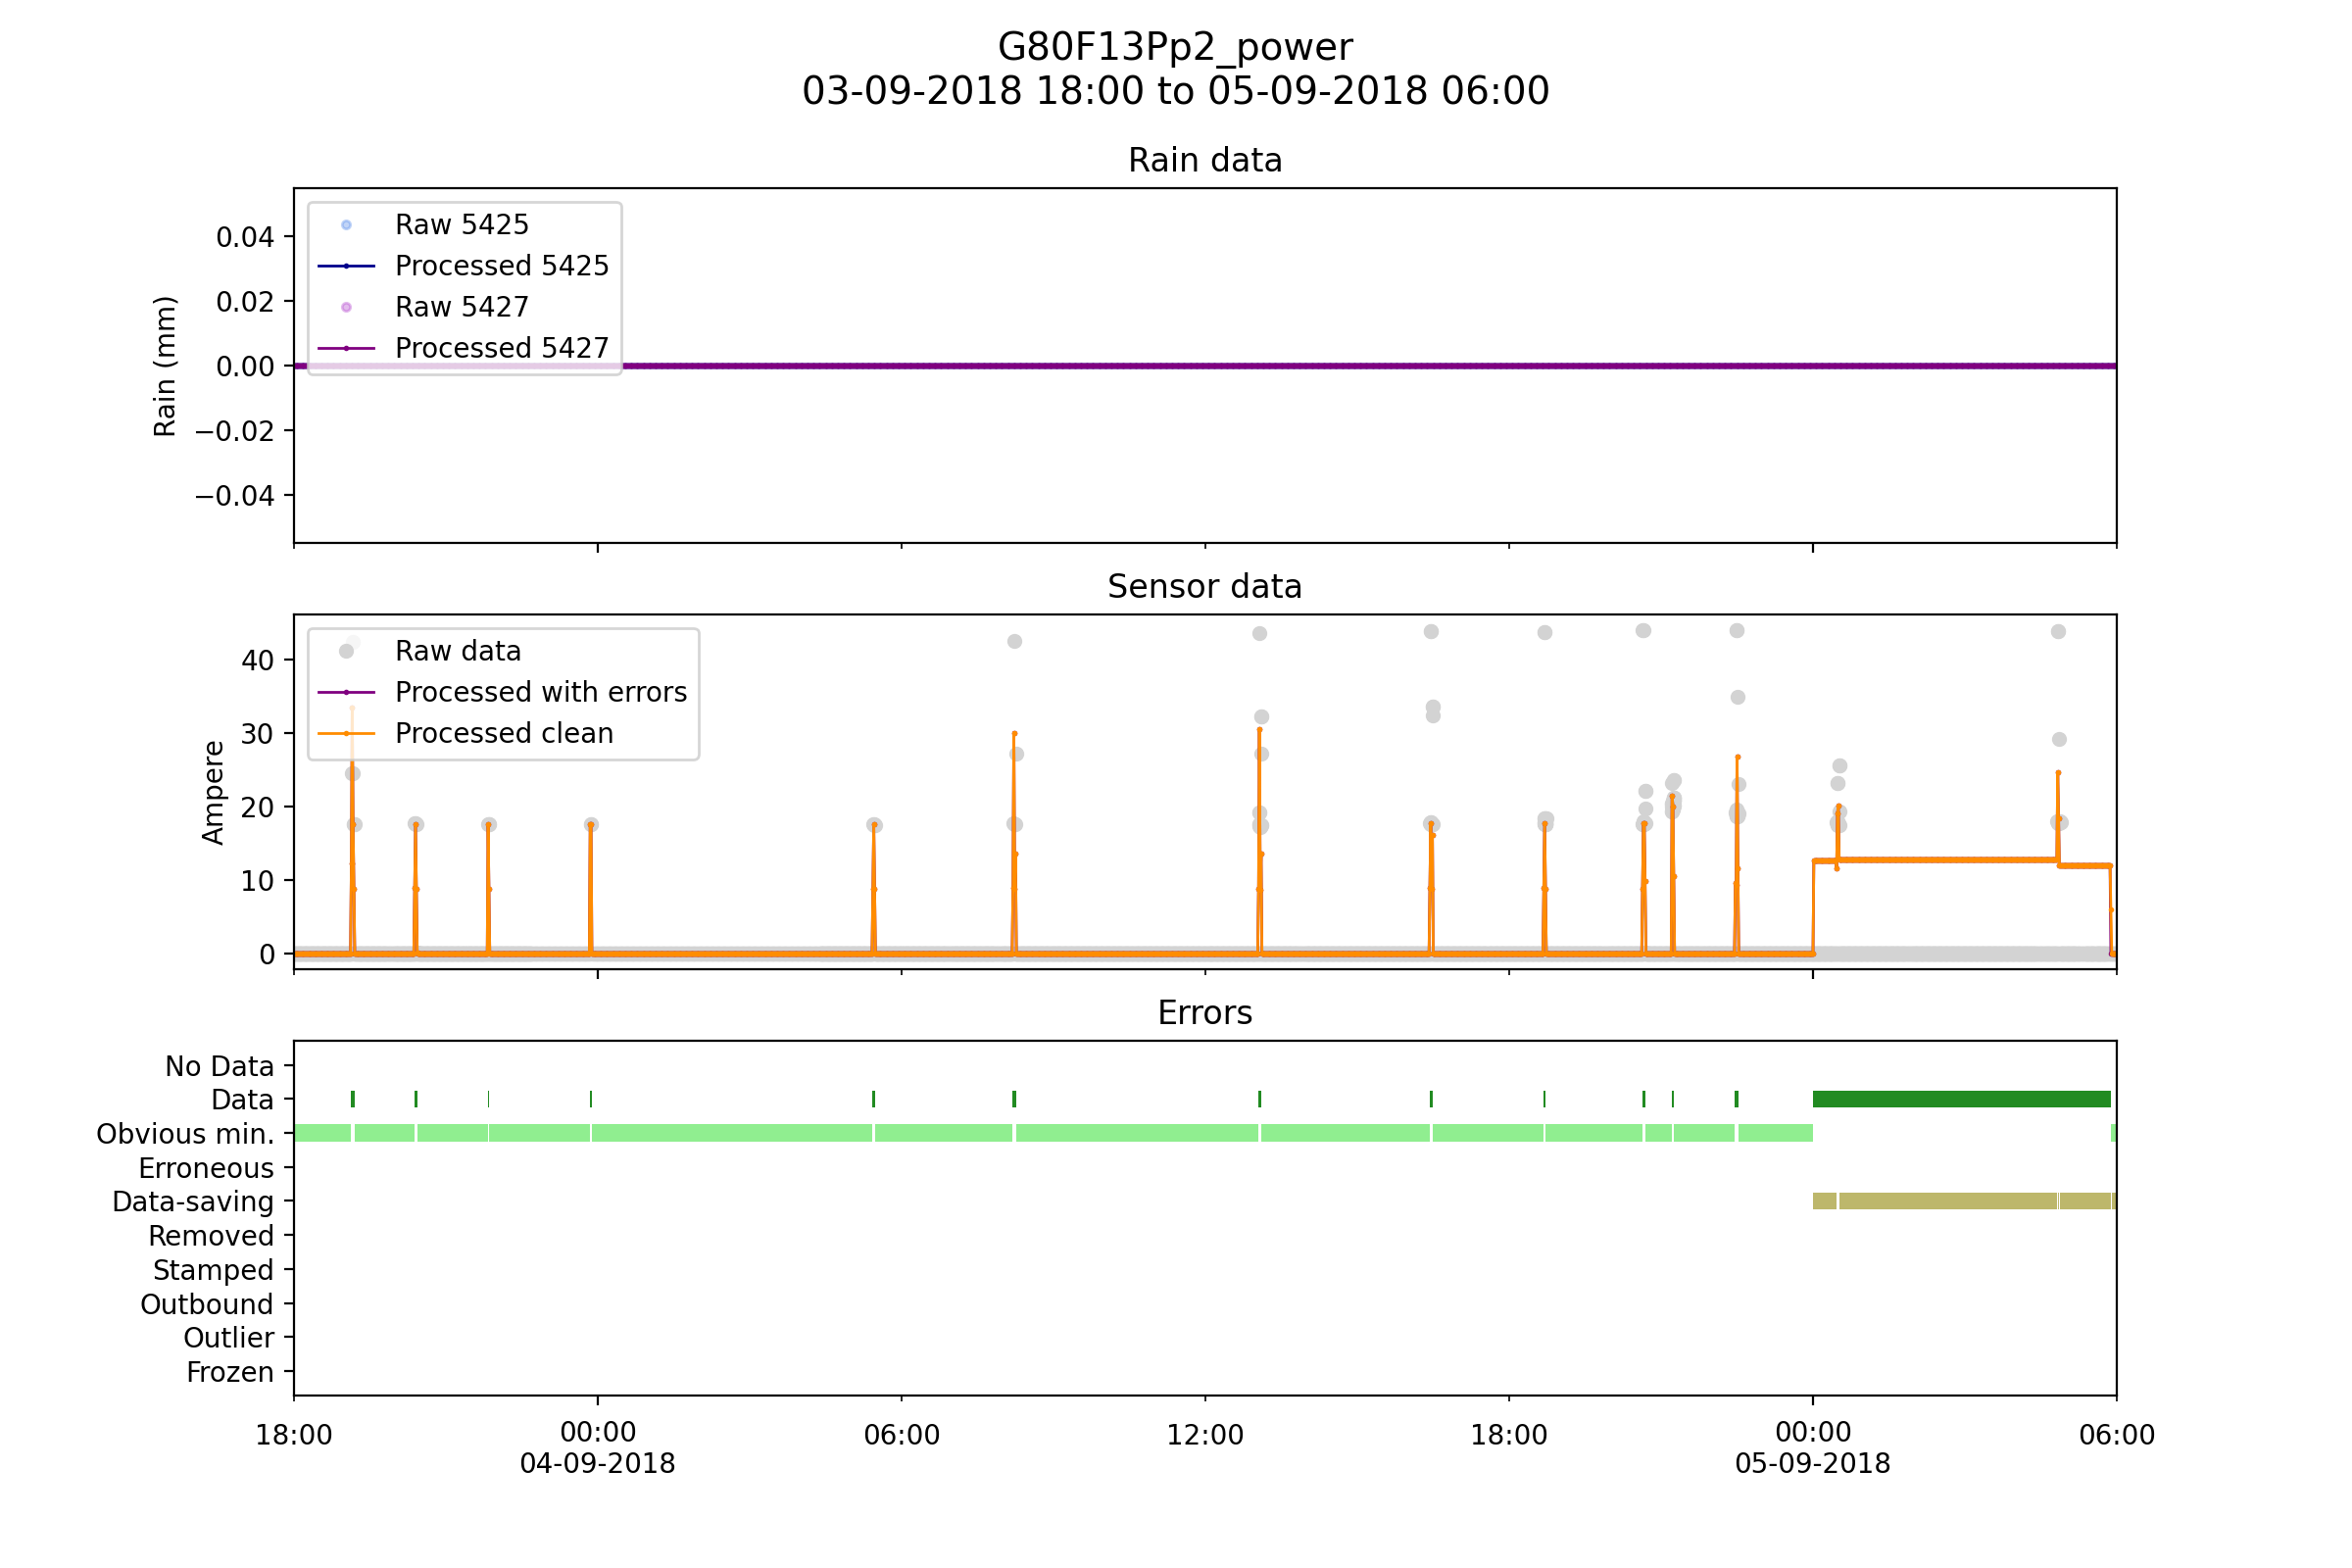 G80F13Pp2_power
03-09-2018 18:00 to 05-09-2018 06:00
Rain data
Rain (mm)
0.04
0.02
0.00
−0.02
−0.04
Raw 5425
Processed 5425
Raw 5427
Processed 5427
Sensor data
Ampere
40
30
20
10
0
Raw data
Processed with errors
Processed clean
Errors
No Data
Data
Obvious min.
Erroneous
Data-saving
Removed
Stamped
Outbound
Outlier
Frozen
18:00 00:00 06:00 12:00 18:00 00:00 06:00
04-09-2018 05-09-2018